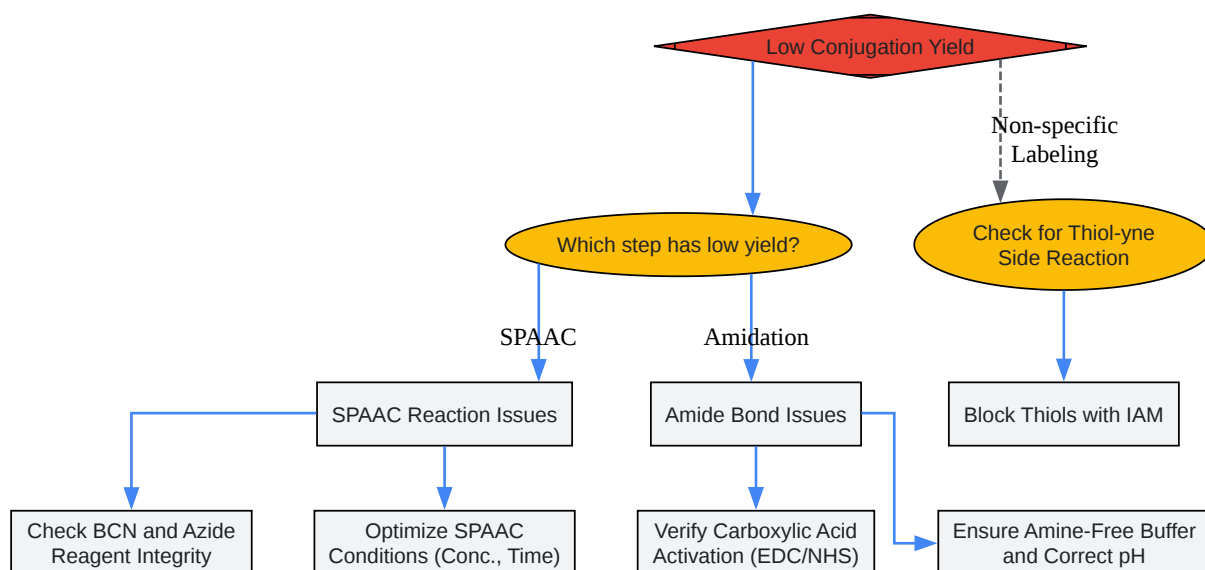 Low Conjugation Yield
Non-specific
Labeling
Which step has low yield?
Check for Thiol-yne
Side Reaction
SPAAC
Amidation
SPAAC Reaction Issues
Amide Bond Issues
Block Thiols with IAM
Check BCN and Azide
Reagent Integrity
Optimize SPAAC
Conditions (Conc., Time)
Verify Carboxylic Acid
Activation (EDC/NHS)
Ensure Amine-Free Buffer
and Correct pH